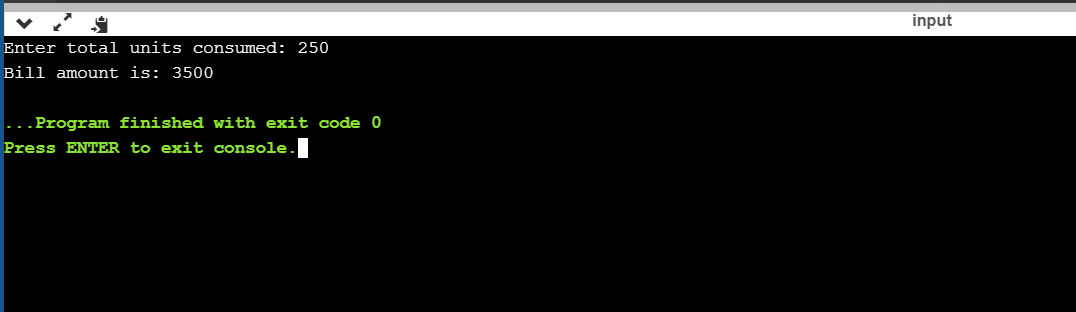 input
Enter total units consumed: 250
Bill amount is: 3500
...Program finished with exit code 0
Press ENTER to exit console.